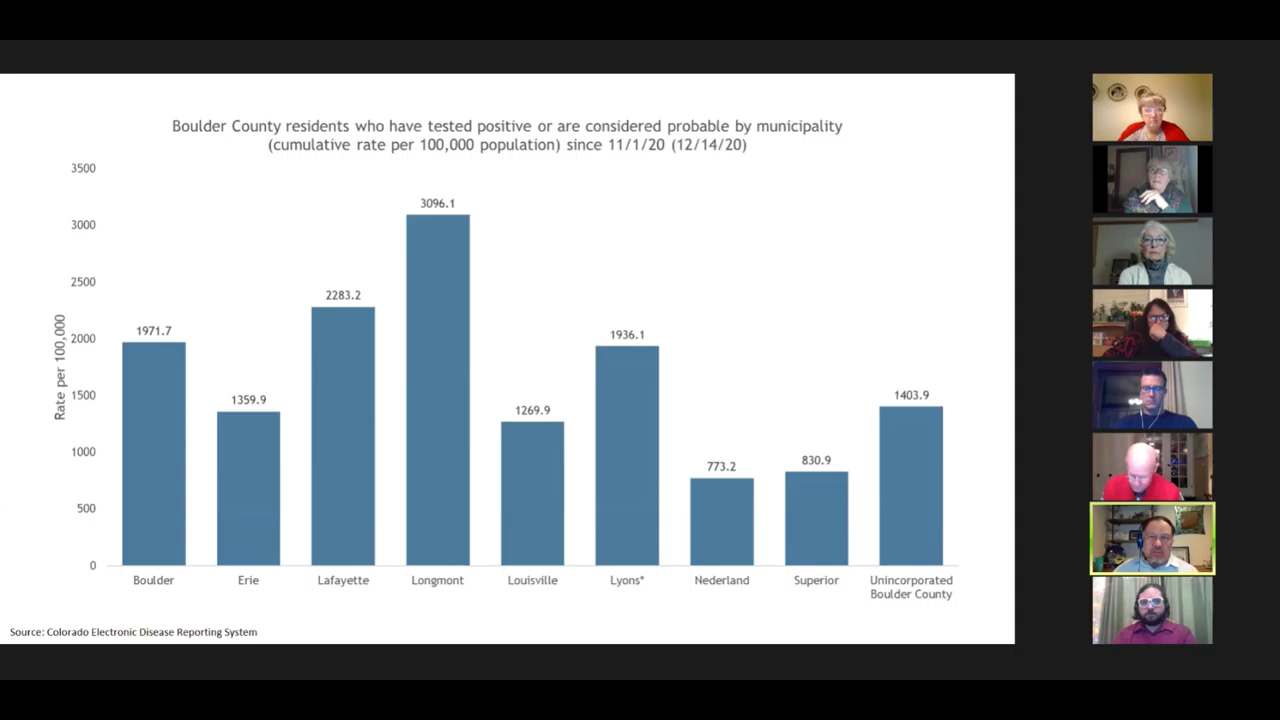 Boulder County residents who have tested positive or are considered probable by municipality
(cumulative rate per 100,000 population) since 11/1/20 (12/14/20)
Rate per 100,000
3500
3000
2500
2000
1500
1000
500
0
1971.7
1359.9
2283.2
3096.1
1269.9
1936.1
773.2
830.9
1403.9
Boulder
Erie
Lafayette
Longmont
Louisville
Lyons*
Nederland
Superior
Unincorporated
Boulder County
Source: Colorado Electronic Disease Reporting System